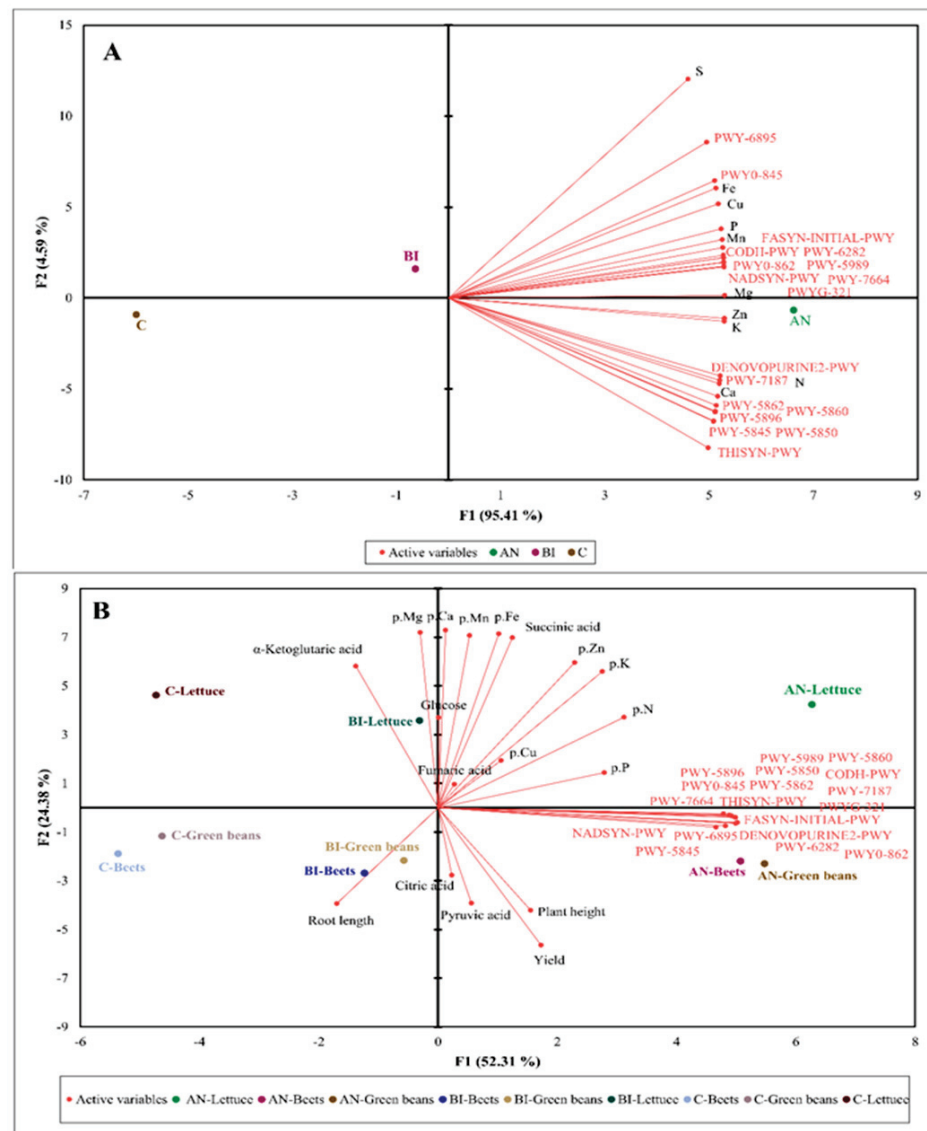 A
15
10
5
0
-5
-10
-7
-5
-3
-1
1
3
5
7
9
F2 (4.59 %)
F1 (95.41 %)
S
PWY-6895
PWY0-845
Fe
Cu
P
Mn FASYN-INITIAL-PWY
CODH-PWY PWY-6282
PWY0-862 PWY-5989
NADSYN-PWY PWY-7664
Mg PWYG-321
Zn
K
BI
C
AN
DENOVOPURINE2-PWY
PWY-7187 N
Ca
PWY-5862 PWY-5860
PWY-5896
PWY-5845 PWY-5850
THISYN-PWY
Active variables AN BI C
B
9
7
5
3
1
-1
-3
-5
-7
-9
-6
-4
-2
0
2
4
6
8
F2 (24.38 %)
F1 (52.31 %)
p.Mg p.Ca p.Mn p.Fe
Succinic acid
α-Ketoglutaric acid
p.Zn
p.K
C-Lettuce
AN-Lettuce
Glucose
BI-Lettuce
p.N
p.Cu
Fumaric acid
p.P
PWY-5989 PWY-5860
PWY-5896 PWY-5850 CODH-PWY
PWY0-845 PWY-5862 PWY-7187
PWY-7664 THISYN-PWY PWYG-321
FASYN-INITIAL-PWY
NADSYN-PWY PWY-6895 DENOVOPURINE2-PWY
PWY-5845 PWY-6282 PWY0-862
C-Green beans
C-Beets
BI-Green beans
BI-Beets
AN-Beets AN-Green beans
Citric acid
Root length
Pyruvic acid
Plant height
Yield
Active variables AN-Lettuce AN-Beets AN-Green beans BI-Beets BI-Green beans BI-Lettuce C-Beets C-Green beans C-Lettuce